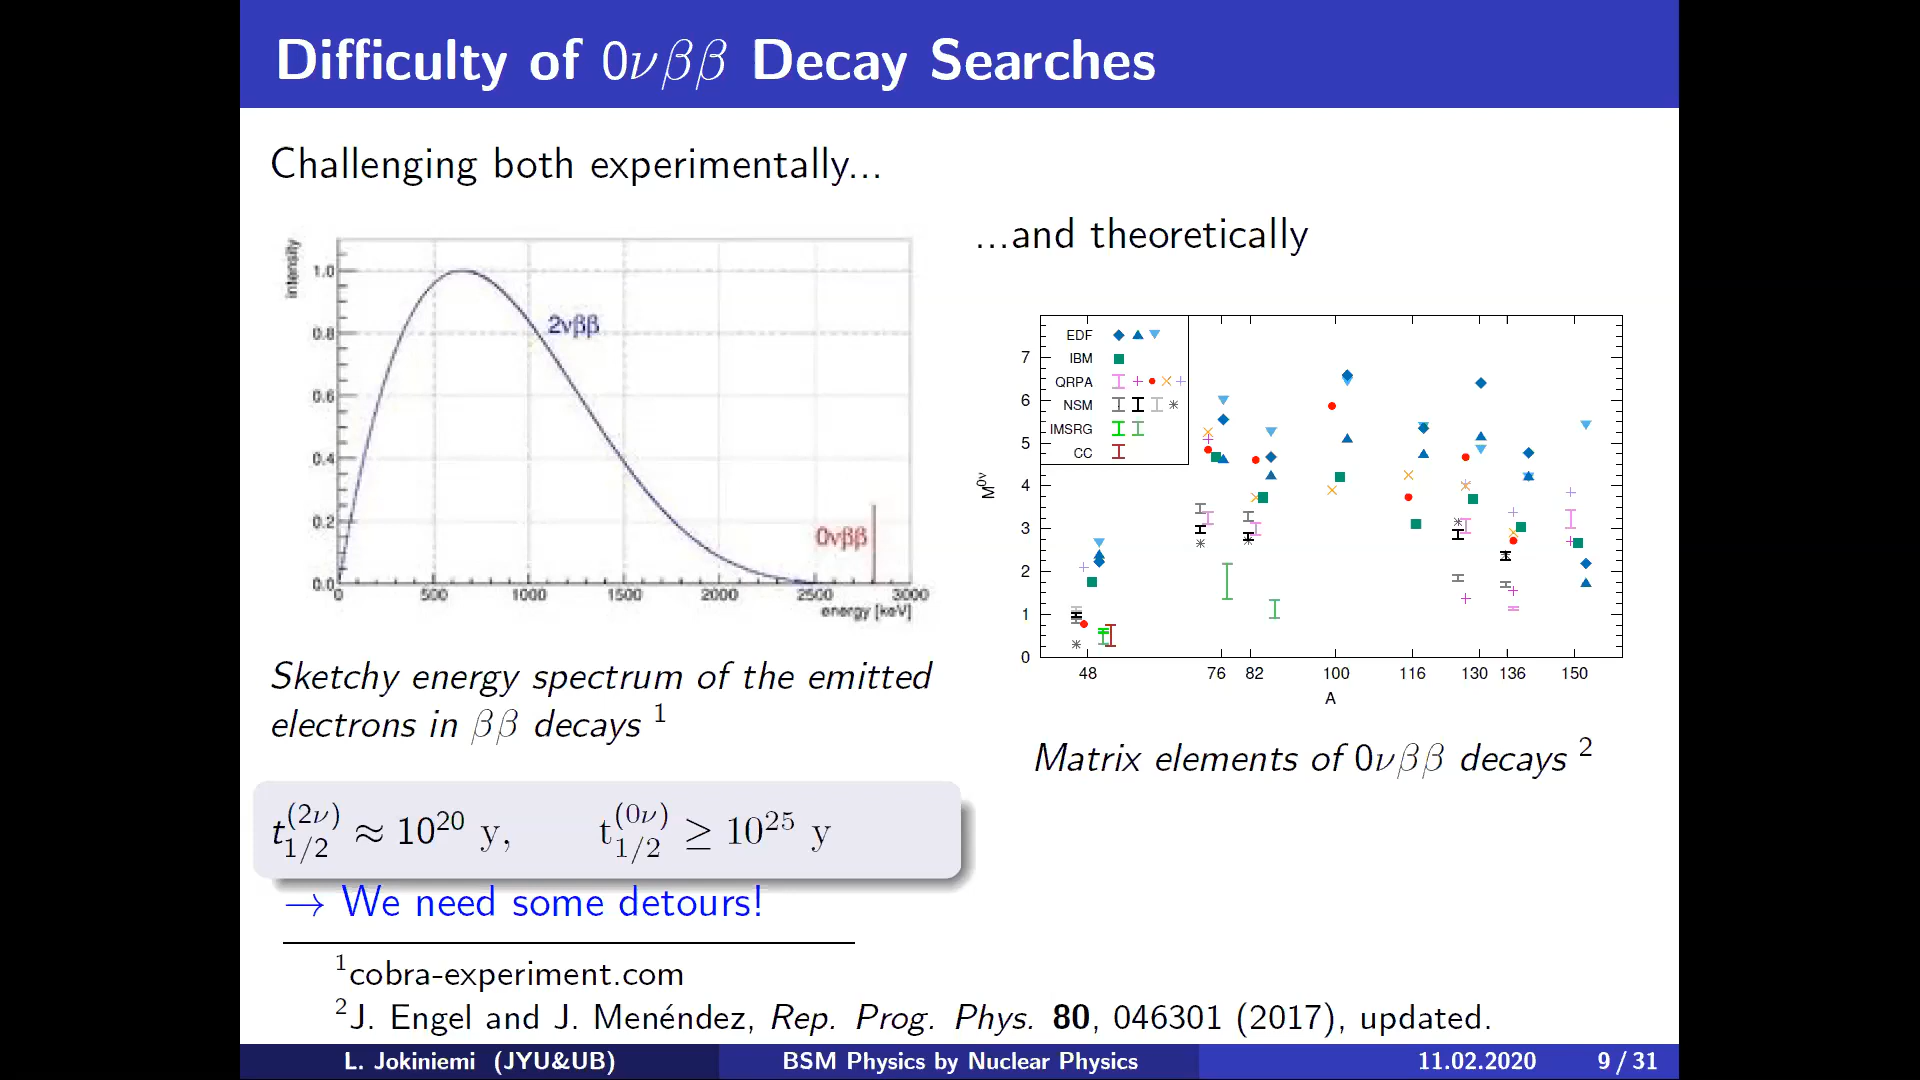 Difficulty of 0νββ Decay Searches
Challenging both experimentally...
...and theoretically
intensity
1.0
0.8
0.6
0.4
0.2
0.0
2νββ
0νββ
0 500 1000 1500 2000 2500 3000
energy [keV]
Sketchy energy spectrum of the emitted
electrons in ββ decays 1
EDF
IBM
QRPA
NSM
IMSRG
CC
M0ν
7
6
5
4
3
2
1
0
48 76 82 100 116 130 136 150
A
Matrix elements of 0νββ decays 2
t(2ν)1/2 ≈ 10^20 y, t(0ν)1/2 ≥ 10^25 y
→ We need some detours!
1cobra-experiment.com
2J. Engel and J. Menéndez, Rep. Prog. Phys. 80, 046301 (2017), updated.
L. Jokiniemi (JYU&UB) BSM Physics by Nuclear Physics 11.02.2020 9 / 31